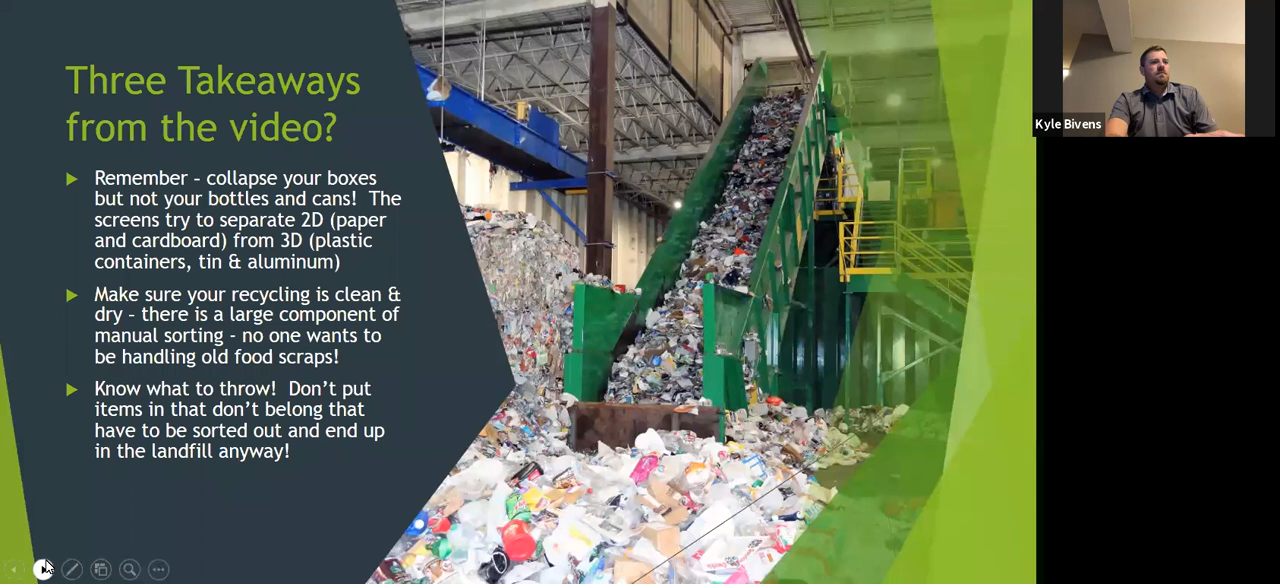 Three Takeaways
from the video?
Remember – collapse your boxes
but not your bottles and cans!  The
screens try to separate 2D (paper
and cardboard) from 3D (plastic
containers, tin & aluminum)
Make sure your recycling is clean &
dry – there is a large component of
manual sorting - no one wants to
be handling old food scraps!
Know what to throw!  Don’t put
items in that don’t belong that
have to be sorted out and end up
in the landfill anyway!
Kyle Bivens